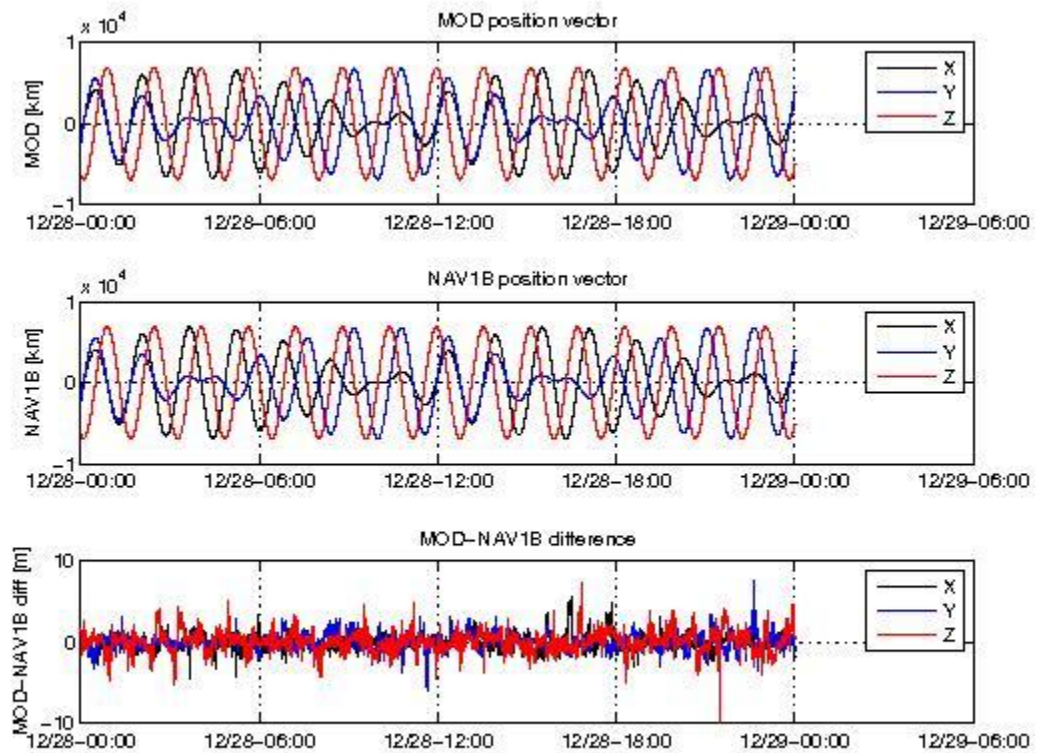 MOD position vector
x 10^4
1
0
-1
MOD [km]
X
Y
Z
12/28-00:00 12/28-06:00 12/28-12:00 12/28-18:00 12/29-00:00 12/29-06:00
NAV1B position vector
x 10^4
1
0
-1
NAV1B [km]
X
Y
Z
12/28-00:00 12/28-06:00 12/28-12:00 12/28-18:00 12/29-00:00 12/29-06:00
MOD-NAV1B difference
10
0
-10
MOD-NAV1B diff [m]
X
Y
Z
12/28-00:00 12/28-06:00 12/28-12:00 12/28-18:00 12/29-00:00 12/29-06:00